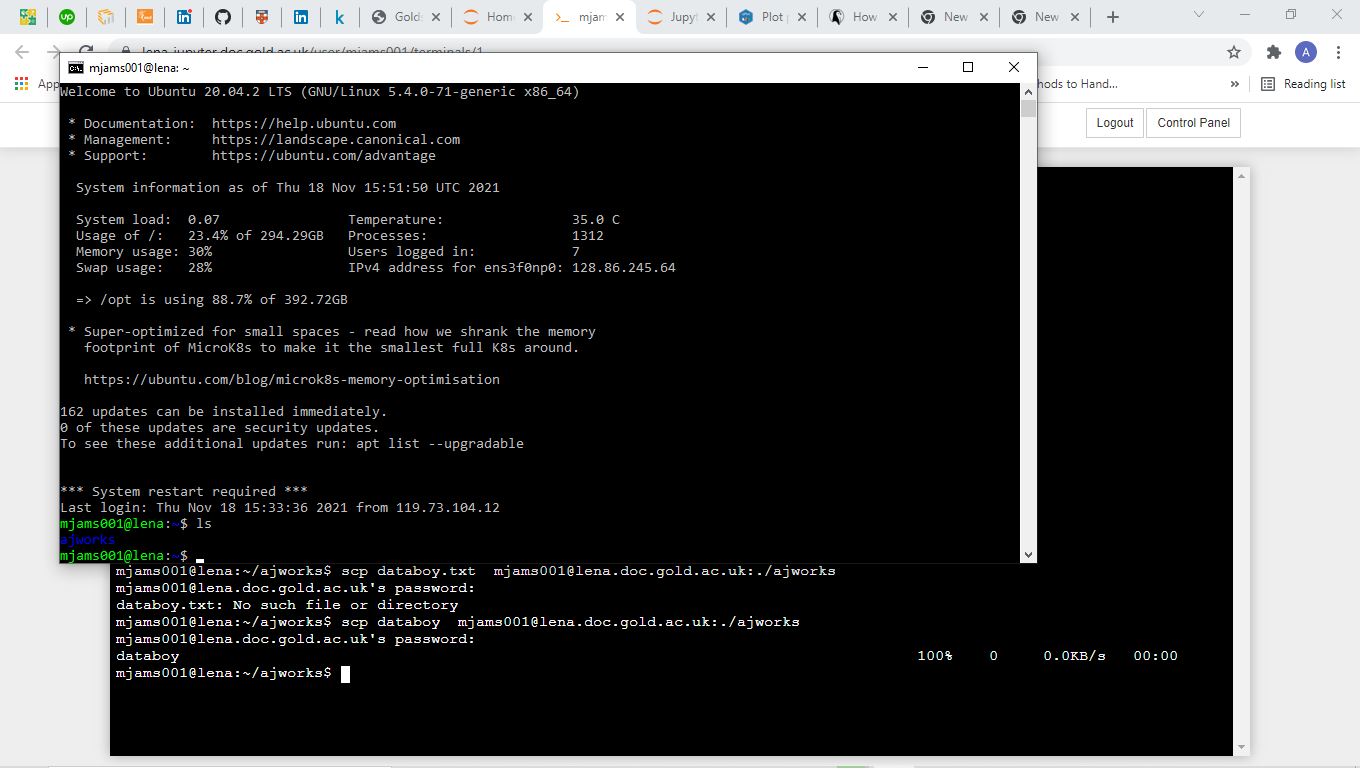 Golds
Home
mjam
Jupyt
Plot
How
New
New
lena-jupyter.doc.gold.ac.uk/user/mjams001/terminals/1
A
App
hods to Hand...
»
Reading list
Logout
Control Panel
mjams001@lena: ~
Welcome to Ubuntu 20.04.2 LTS (GNU/Linux 5.4.0-71-generic x86_64)
* Documentation: https://help.ubuntu.com
* Management: https://landscape.canonical.com
* Support: https://ubuntu.com/advantage
System information as of Thu 18 Nov 15:51:50 UTC 2021
System load: 0.07 Temperature: 35.0 C
Usage of /: 23.4% of 294.29GB Processes: 1312
Memory usage: 30% Users logged in: 7
Swap usage: 28% IPv4 address for ens3f0np0: 128.86.245.64
=> /opt is using 88.7% of 392.72GB
* Super-optimized for small spaces - read how we shrank the memory
footprint of MicroK8s to make it the smallest full K8s around.
https://ubuntu.com/blog/microk8s-memory-optimisation
162 updates can be installed immediately.
0 of these updates are security updates.
To see these additional updates run: apt list --upgradable
*** System restart required ***
Last login: Thu Nov 18 15:33:36 2021 from 119.73.104.12
mjams001@lena:~$ ls
ajworks
mjams001@lena:~$
mjams001@lena:~/ajworks$ scp databoy.txt mjams001@lena.doc.gold.ac.uk:./ajworks
mjams001@lena.doc.gold.ac.uk's password:
databoy.txt: No such file or directory
mjams001@lena:~/ajworks$ scp databoy mjams001@lena.doc.gold.ac.uk:./ajworks
mjams001@lena.doc.gold.ac.uk's password:
databoy 100% 0 0.0KB/s 00:00
mjams001@lena:~/ajworks$